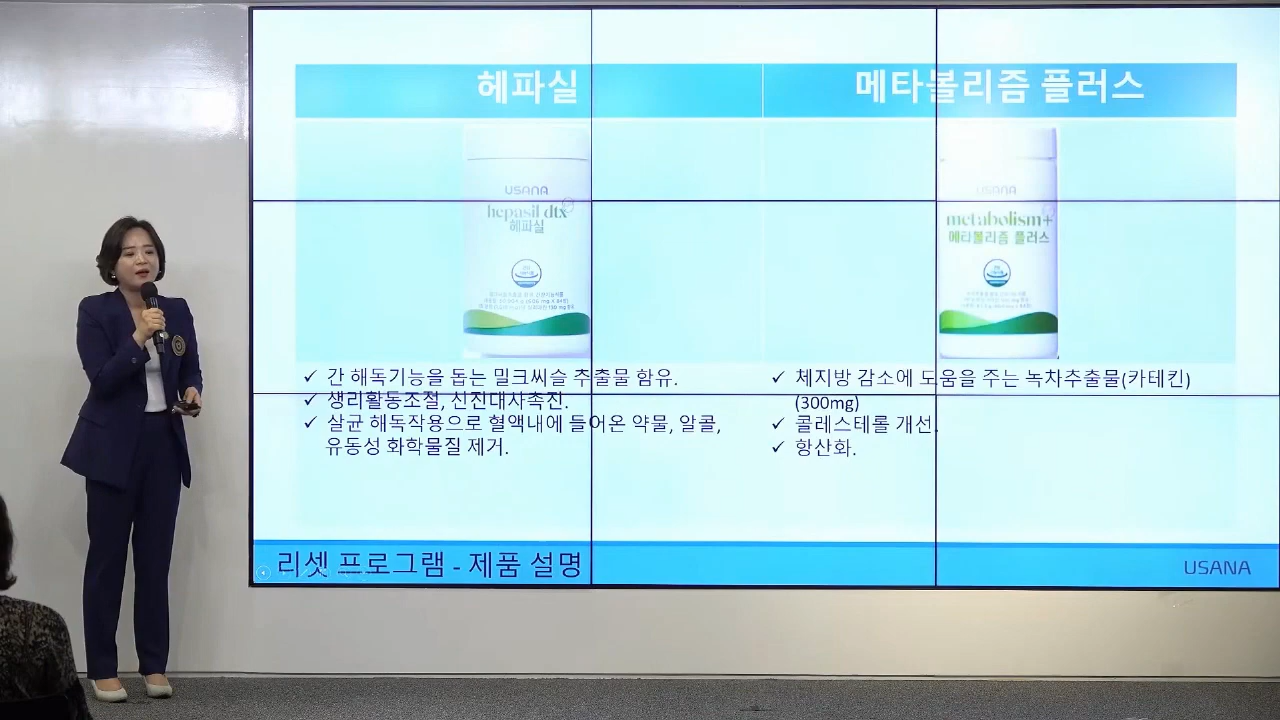 헤파실
메타볼리즘 플러스
USANA
hepasil dtx
헤파실
USANA
metabolism+
메타볼리즘 플러스
✓ 간 해독기능을 돕는 밀크씨슬 추출물 함유.
✓ 생리활동조절, 신진대사촉진.
✓ 살균 해독작용으로 혈액내에 들어온 약물, 알콜,
유동성 화학물질 제거.
✓ 체지방 감소에 도움을 주는 녹차추출물(카테킨)
(300mg)
✓ 콜레스테롤 개선.
✓ 항산화.
리셋 프로그램 - 제품 설명
USANA